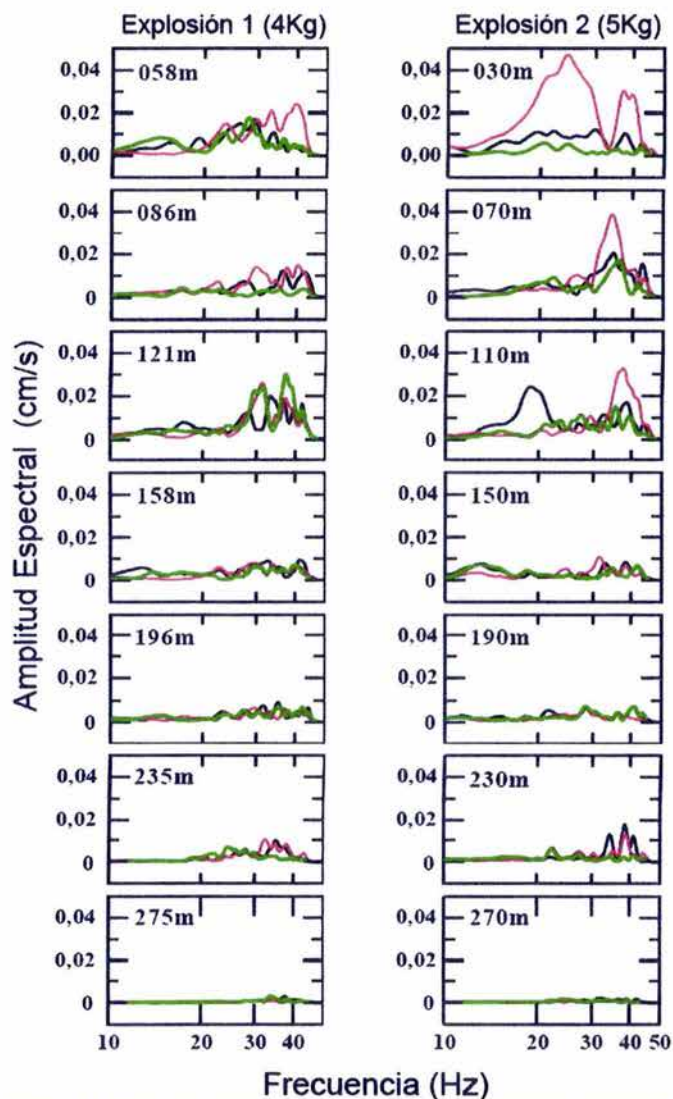 Explosión 1 (4Kg)
Explosión 2 (5Kg)
0,04
0.02
0,00
058m
0,04
0.02
0,00
030m
0,04
0,02
0
086m
0,04
0,02
0
070m
0,04
0,02
0
121m
0,04
0,02
0
110m
0,04
0,02
0
158m
0,04
0,02
0
150m
0,04
0,02
0
196m
0,04
0,02
0
190m
0,04
0,02
0
235m
0,04
0,02
0
230m
0,04
0,02
0
275m
0,04
0,02
0
270m
10 20 30 40
10 20 30 40 50
Amplitud Espectral (cm/s)
Frecuencia (Hz)